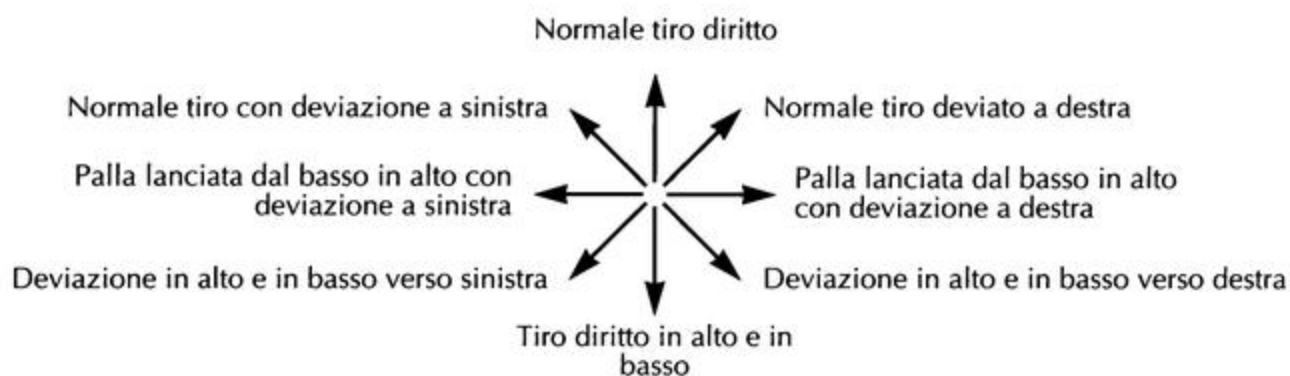 Normale tiro diritto
Normale tiro con deviazione a sinistra
Normale tiro deviato a destra
Palla lanciata dal basso in alto con
deviazione a sinistra
Palla lanciata dal basso in alto
con deviazione a destra
Deviazione in alto e in basso verso sinistra
Deviazione in alto e in basso verso destra
Tiro diritto in alto e in
basso